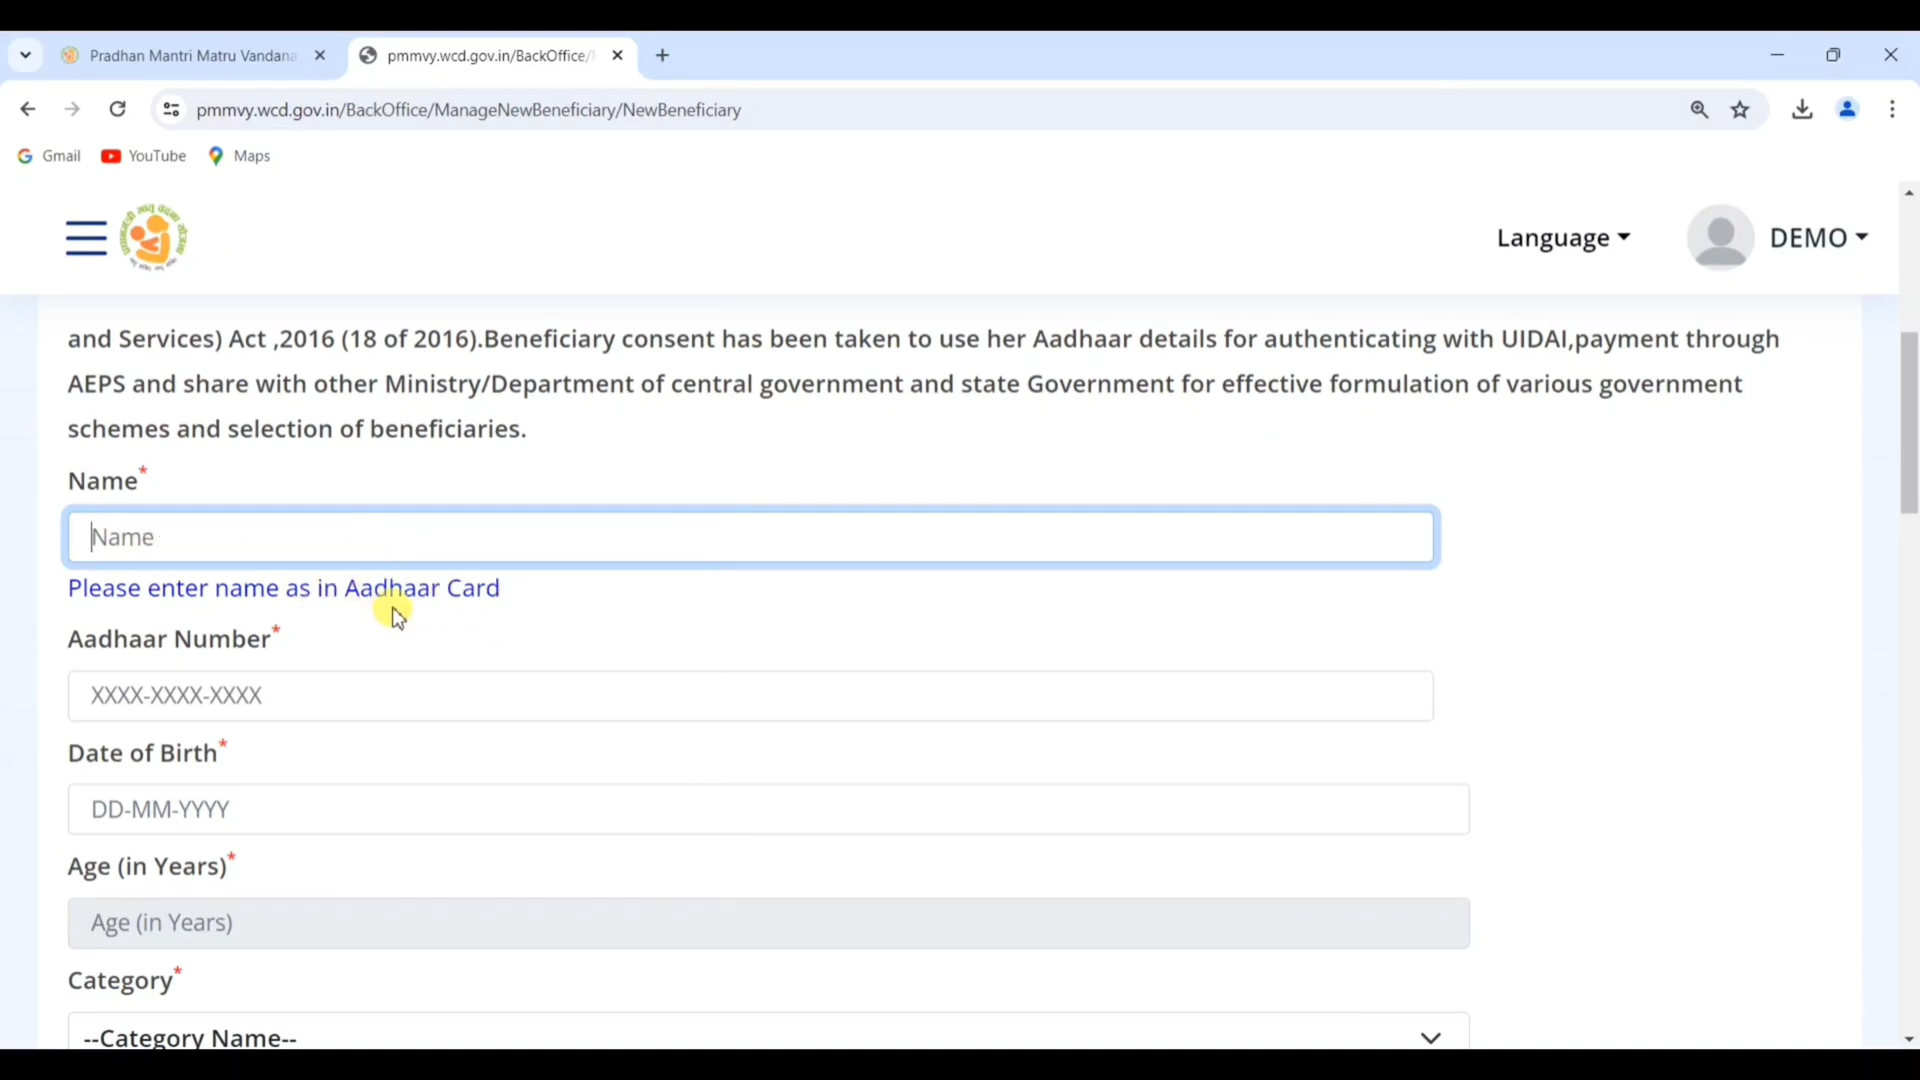 Pradhan Mantri Matru Vandana
pmmvy.wcd.gov.in/BackOffice/
pmmvy.wcd.gov.in/BackOffice/ManageNewBeneficiary/NewBeneficiary
Gmail YouTube Maps
Language DEMO
and Services) Act ,2016 (18 of 2016).Beneficiary consent has been taken to use her Aadhaar details for authenticating with UIDAI,payment through
AEPS and share with other Ministry/Department of central government and state Government for effective formulation of various government
schemes and selection of beneficiaries.
Name*
Name
Please enter name as in Aadhaar Card
Aadhaar Number*
XXXX-XXXX-XXXX
Date of Birth*
DD-MM-YYYY
Age (in Years)*
Age (in Years)
Category*
--Category Name--